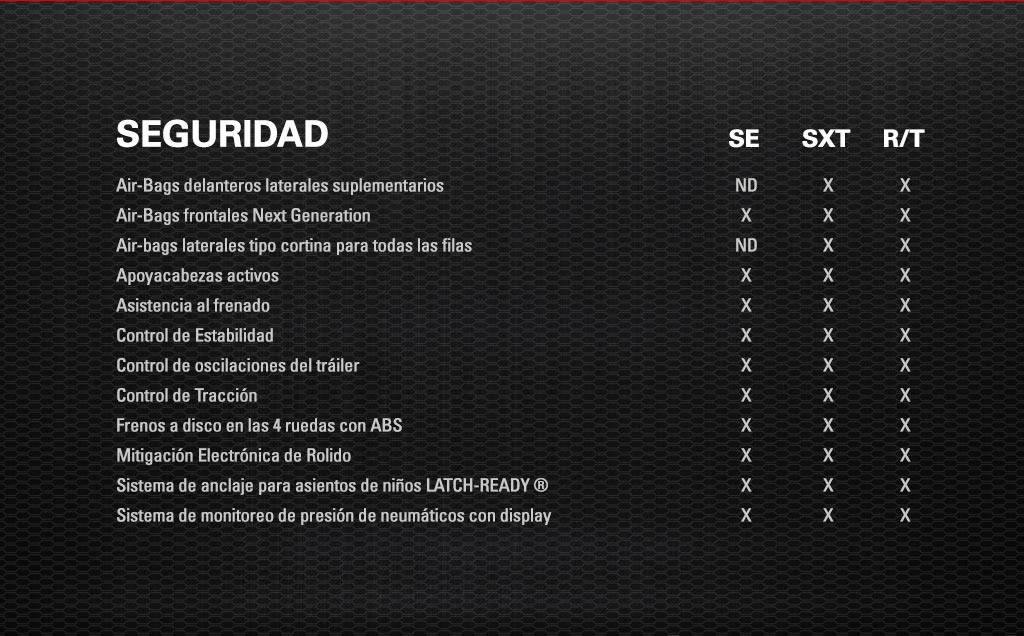 SEGURIDAD SE SXT R/T
Air-Bags delanteros laterales suplementarios ND X X
Air-Bags frontales Next Generation X X X
Air-bags laterales tipo cortina para todas las filas ND X X
Apoyacabezas activos X X X
Asistencia al frenado X X X
Control de Estabilidad X X X
Control de oscilaciones del tráiler X X X
Control de Tracción X X X
Frenos a disco en las 4 ruedas con ABS X X X
Mitigación Electrónica de Rolido X X X
Sistema de anclaje para asientos de niños LATCH-READY ® X X X
Sistema de monitoreo de presión de neumáticos con display X X X